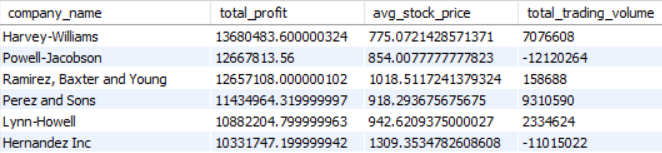 company_name total_profit avg_stock_price total_trading_volume
Harvey-Williams 13680483.600000324 775.0721428571371 7076608
Powell-Jacobson 12667813.56 854.0077777777823 -12120264
Ramirez, Baxter and Young 12657108.000000102 1018.5117241379324 158688
Perez and Sons 11434964.319999997 918.293675675675 9310590
Lynn-Howell 10882204.799999963 942.6209375000027 2334624
Hernandez Inc 10331747.199999942 1309.3534782608608 -11015022